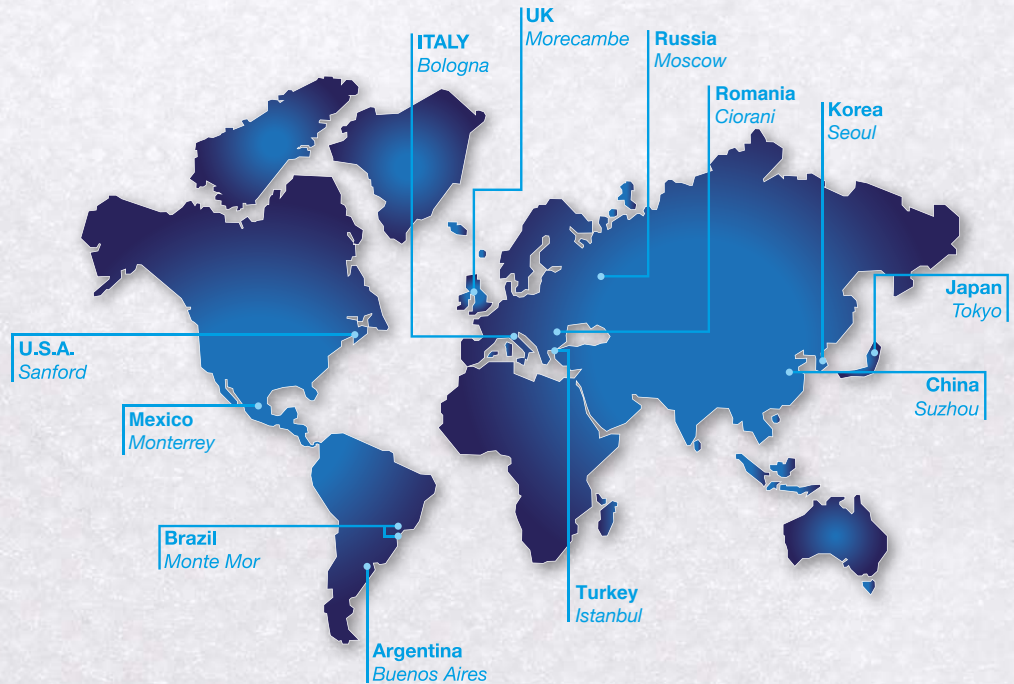 UK
Morecambe
ITALY
Bologna
Russia
Moscow
Romania
Ciorani
Korea
Seoul
Japan
Tokyo
U.S.A.
Sanford
China
Suzhou
Mexico
Monterrey
Brazil
Monte Mor
Turkey
Istanbul
Argentina
Buenos Aires